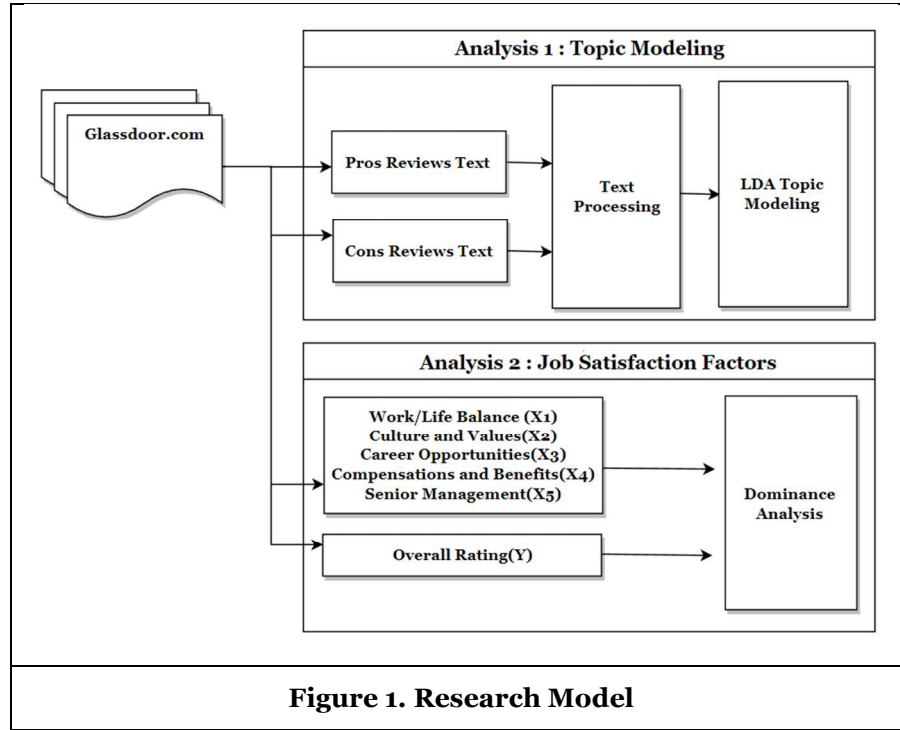 Analysis 1 : Topic Modeling
Glassdoor.com
Pros Reviews Text
Cons Reviews Text
Text
Processing
LDA Topic
Modeling
Analysis 2 : Job Satisfaction Factors
Work/Life Balance (X1)
Culture and Values(X2)
Career Opportunities(X3)
Compensations and Benefits(X4)
Senior Management(X5)
Overall Rating(Y)
Dominance
Analysis
Figure 1. Research Model